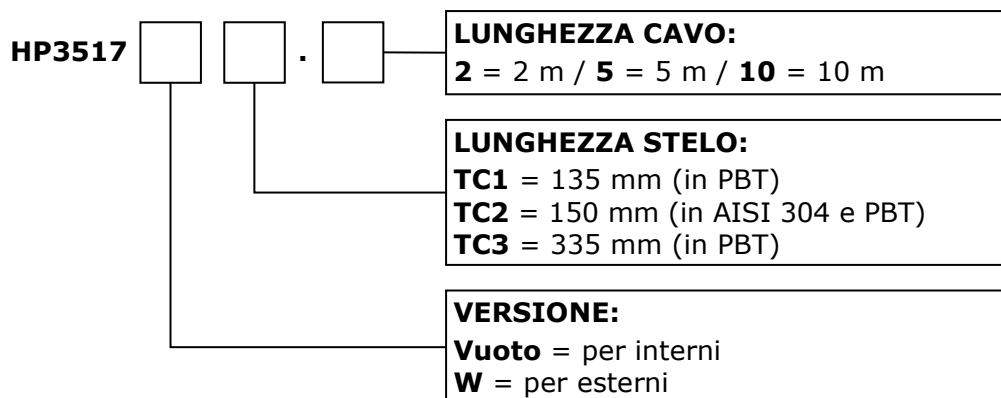 HP3517 .
LUNGHEZZA CAVO:
2 = 2 m / 5 = 5 m / 10 = 10 m
LUNGHEZZA STELO:
TC1 = 135 mm (in PBT)
TC2 = 150 mm (in AISI 304 e PBT)
TC3 = 335 mm (in PBT)
VERSIONE:
Vuoto = per interni
W = per esterni